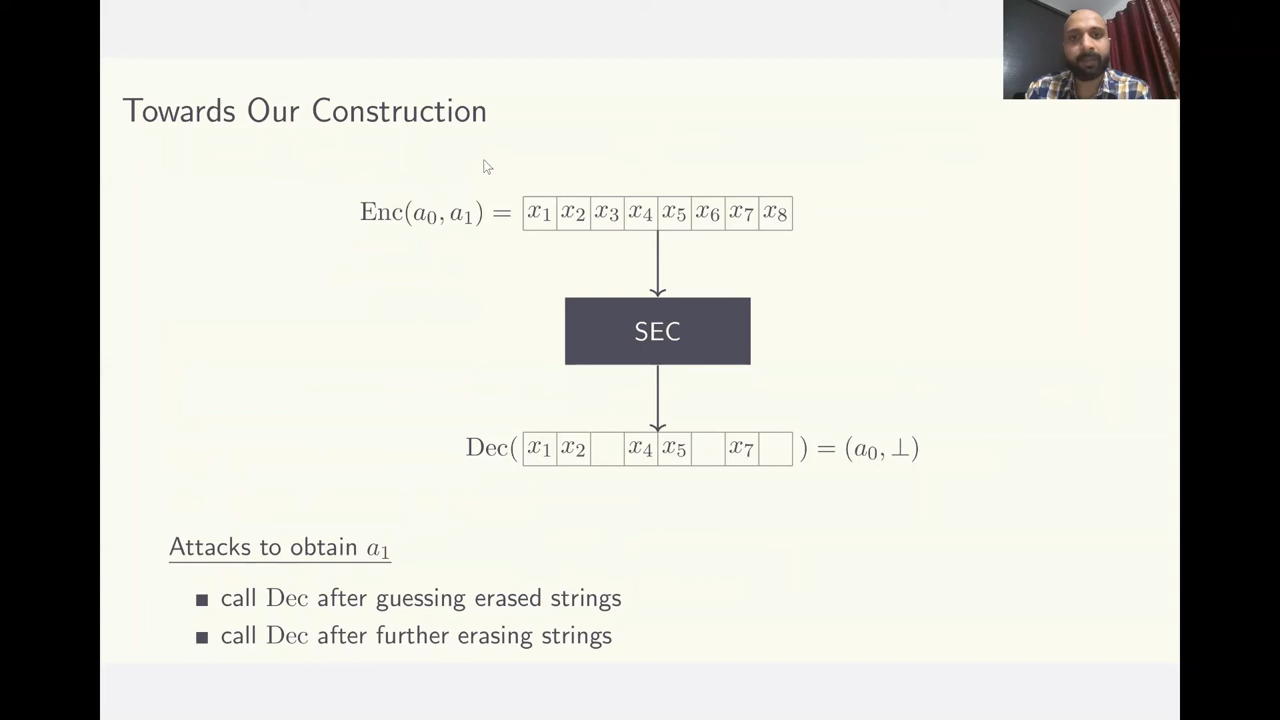 Towards Our Construction
Enc(a₀, a₁) = x₁ x₂ x₃ x₄ x₅ x₆ x₇ x₈
SEC
Dec( x₁ x₂ x₄ x₅ x₇ ) = (a₀, ⊥)
Attacks to obtain a₁
■ call Dec after guessing erased strings
■ call Dec after further erasing strings